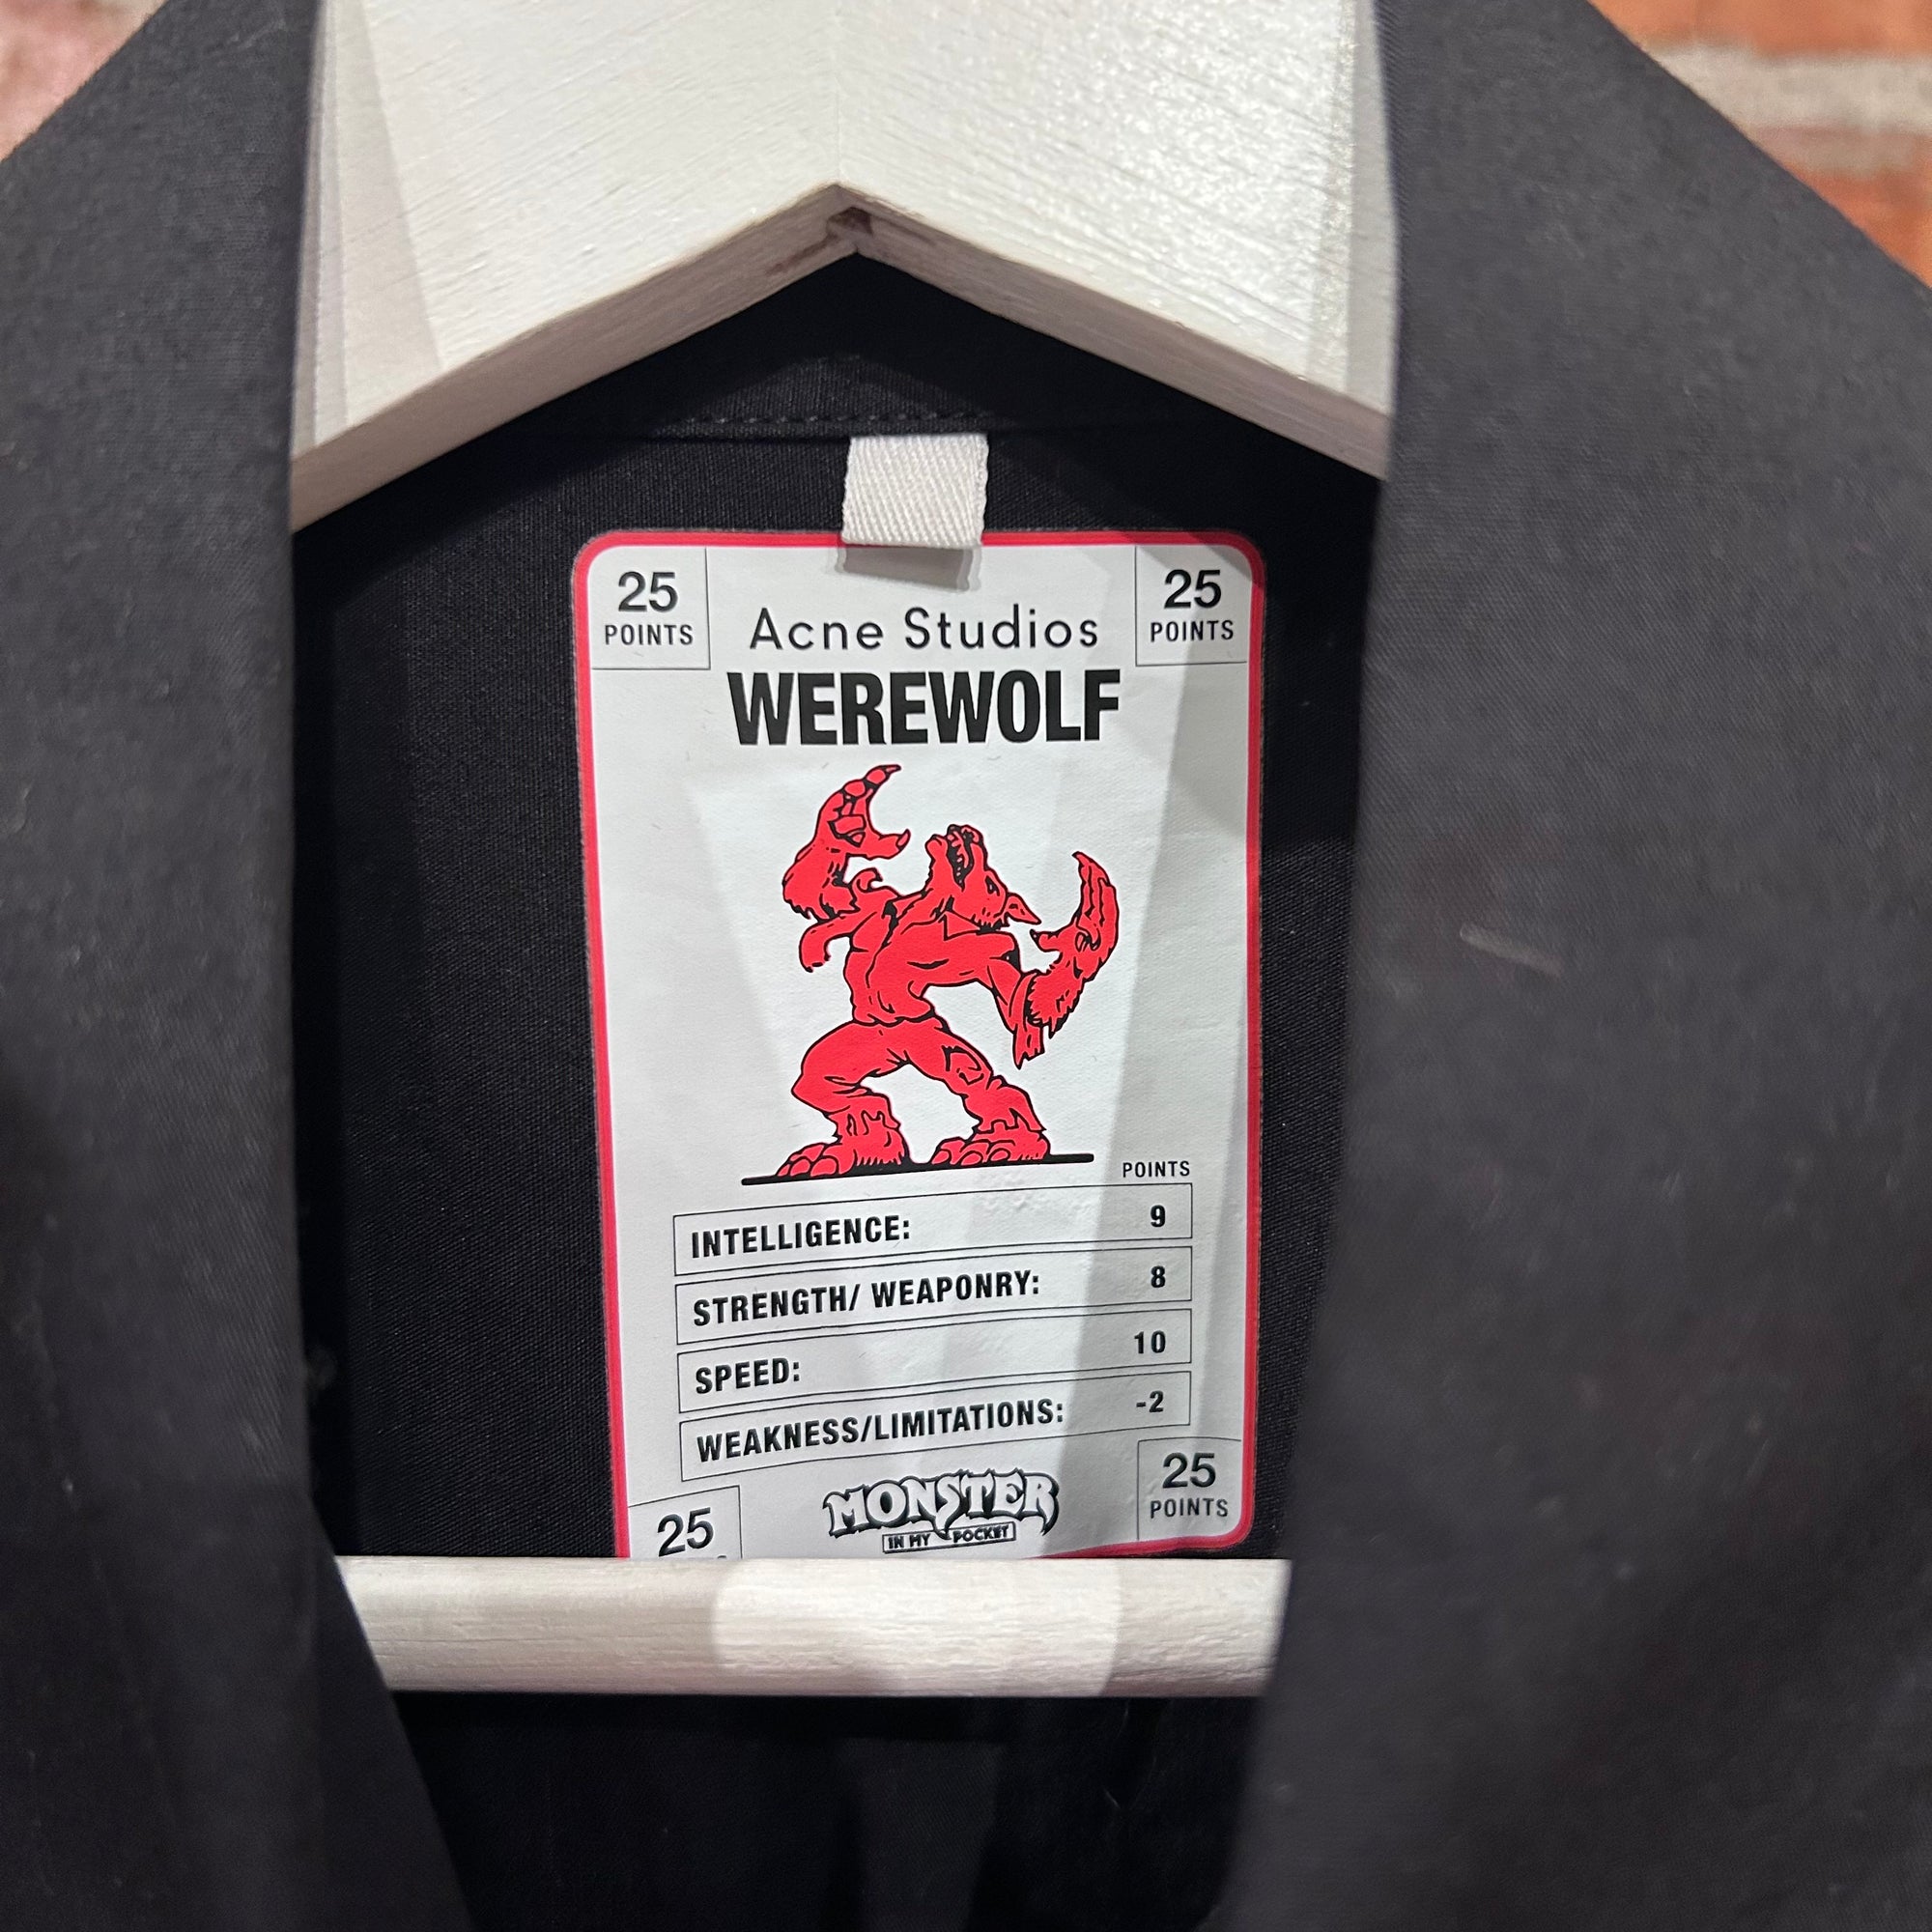 25
POINTS
25
POINTS
Acne Studios
WEREWOLF
POINTS
INTELLIGENCE: 9
STRENGTH/ WEAPONRY: 8
SPEED: 10
WEAKNESS/LIMITATIONS: -2
25
MONSTER
IN MY POCKET
25
POINTS